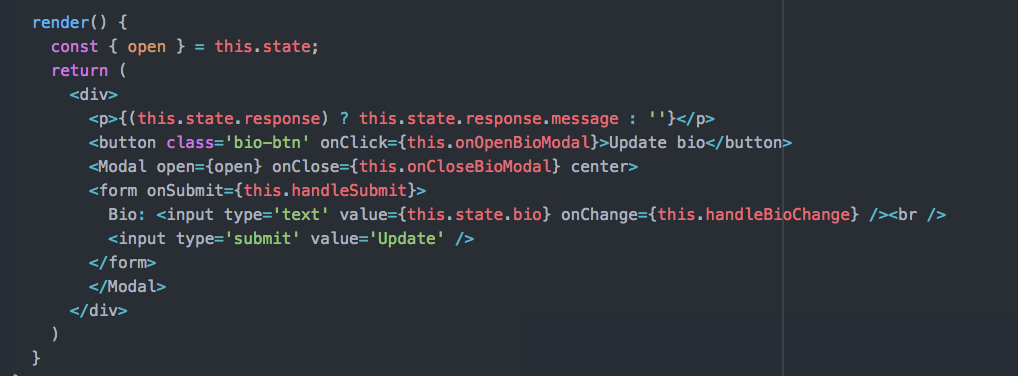 render() {
const { open } = this.state;
return (
<div>
<p>{(this.state.response) ? this.state.response.message : ''}</p>
<button class='bio-btn' onClick={this.onOpenBioModal}>Update bio</button>
<Modal open={open} onClose={this.onCloseBioModal} center>
<form onSubmit={this.handleSubmit}>
Bio: <input type='text' value={this.state.bio} onChange={this.handleBioChange} /><br />
<input type='submit' value='Update' />
</form>
</Modal>
</div>
)
}